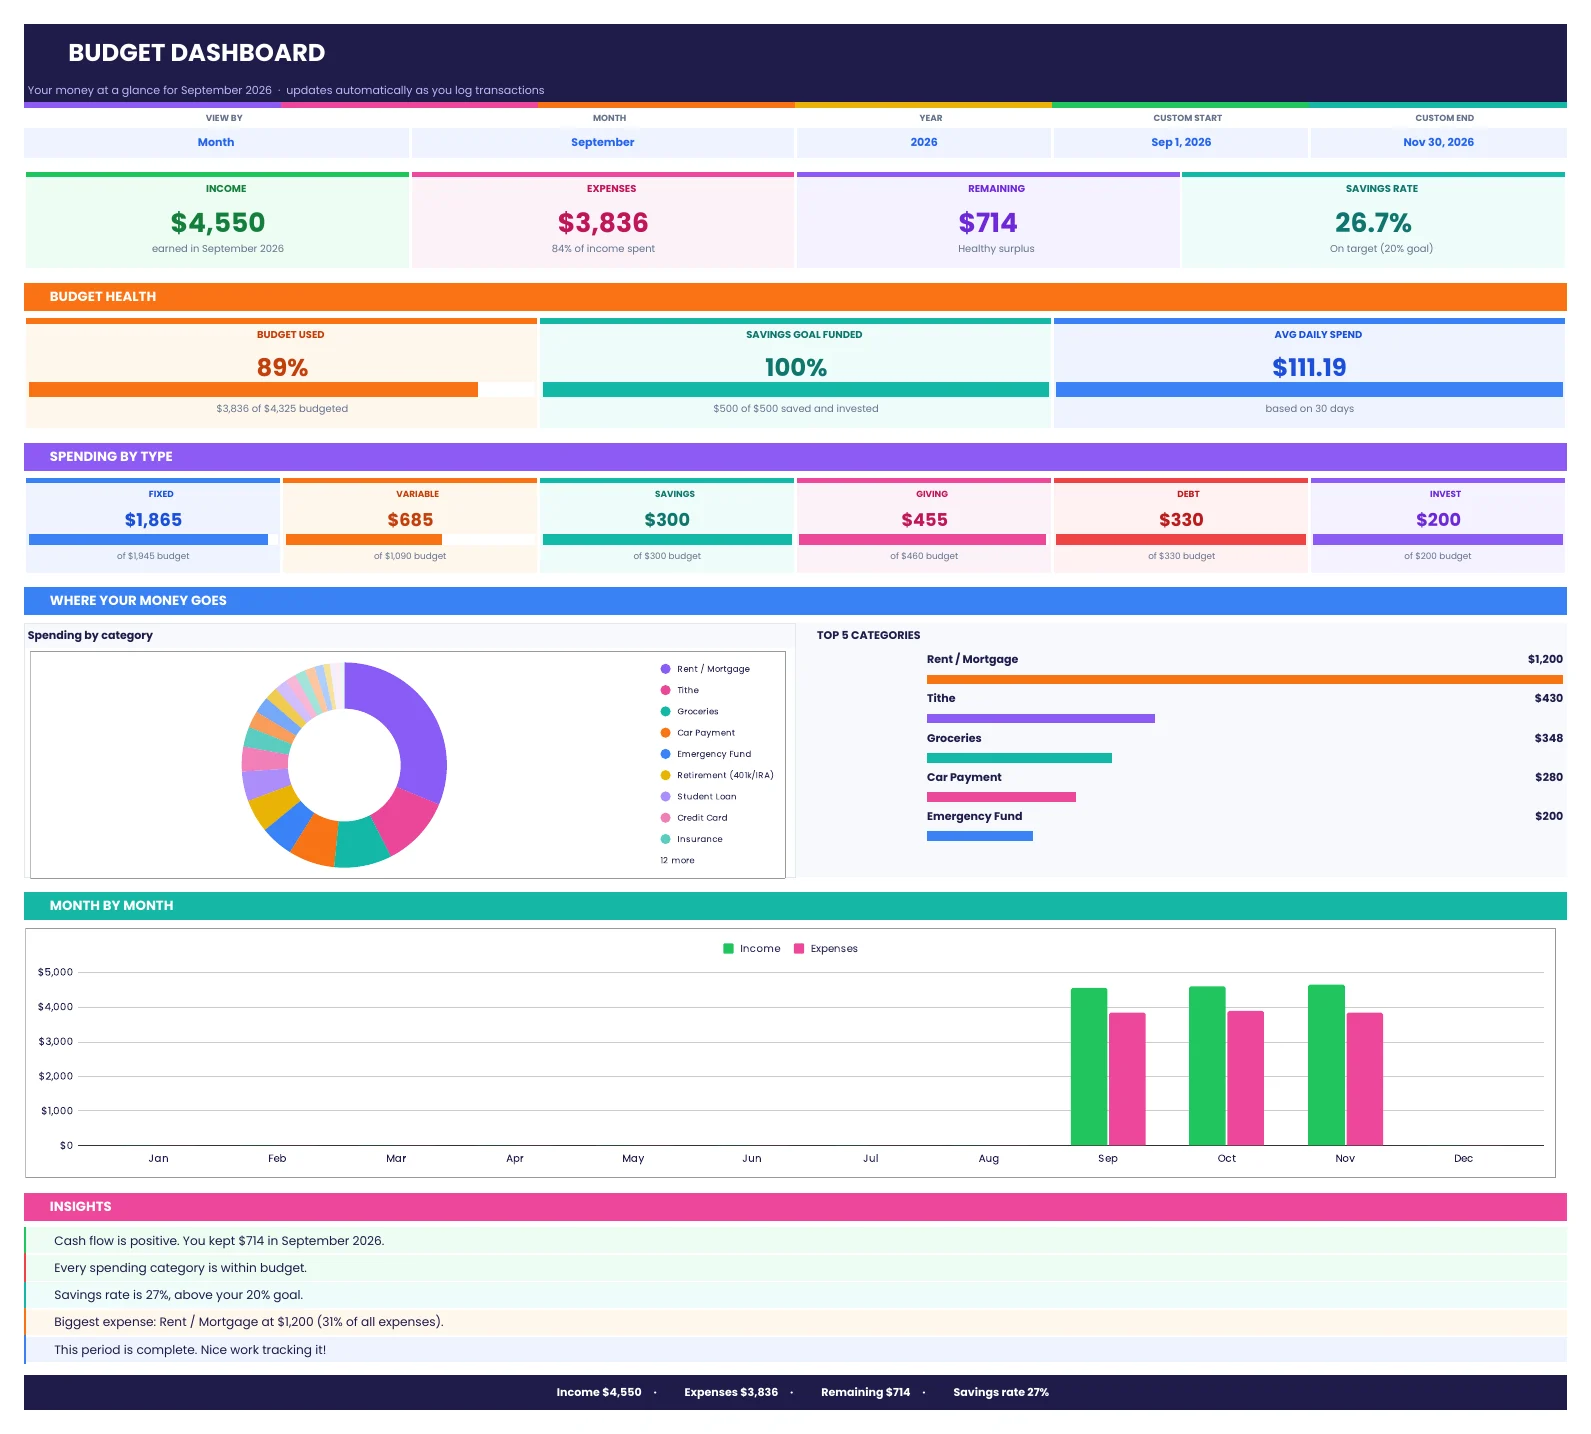 BUDGET DASHBOARD
Your money at a glance for September 2026 · updates automatically as you log transactions
VIEW BY MONTH YEAR CUSTOM START CUSTOM END
Month September 2026 Sep 1, 2026 Nov 30, 2026
INCOME EXPENSES REMAINING SAVINGS RATE
$4,550 $3,836 $714 26.7%
earned in September 2026 84% of income spent Healthy surplus On target (20% goal)
BUDGET HEALTH
BUDGET USED SAVINGS GOAL FUNDED AVG DAILY SPEND
89% 100% $111.19
$3,836 of $4,325 budgeted $500 of $500 saved and invested based on 30 days
SPENDING BY TYPE
FIXED VARIABLE SAVINGS GIVING DEBT INVEST
$1,865 $685 $300 $455 $330 $200
of $1,945 budget of $1,090 budget of $300 budget of $460 budget of $330 budget of $200 budget
WHERE YOUR MONEY GOES
Spending by category
Rent / Mortgage
Tithe
Groceries
Car Payment
Emergency Fund
Retirement (401k/IRA)
Student Loan
Credit Card
Insurance
12 more
TOP 5 CATEGORIES
Rent / Mortgage $1,200
Tithe $430
Groceries $348
Car Payment $280
Emergency Fund $200
MONTH BY MONTH
Income Expenses
$5,000
$4,000
$3,000
$2,000
$1,000
$0
Jan Feb Mar Apr May Jun Jul Aug Sep Oct Nov Dec
INSIGHTS
Cash flow is positive. You kept $714 in September 2026.
Every spending category is within budget.
Savings rate is 27%, above your 20% goal.
Biggest expense: Rent / Mortgage at $1,200 (31% of all expenses).
This period is complete. Nice work tracking it!
Income $4,550 · Expenses $3,836 · Remaining $714 · Savings rate 27%